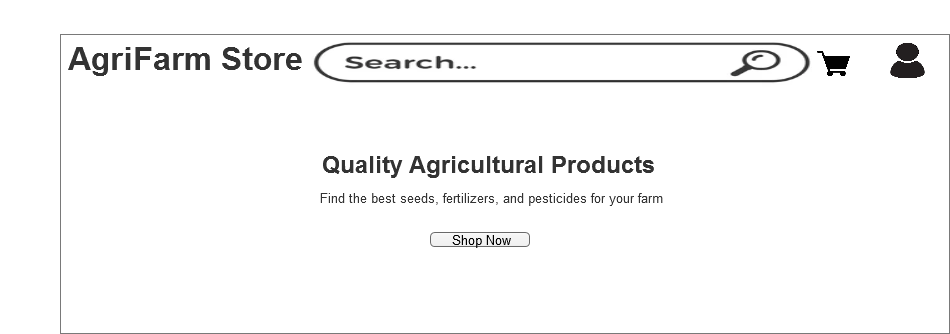 AgriFarm Store
Search...
Quality Agricultural Products
Find the best seeds, fertilizers, and pesticides for your farm
Shop Now